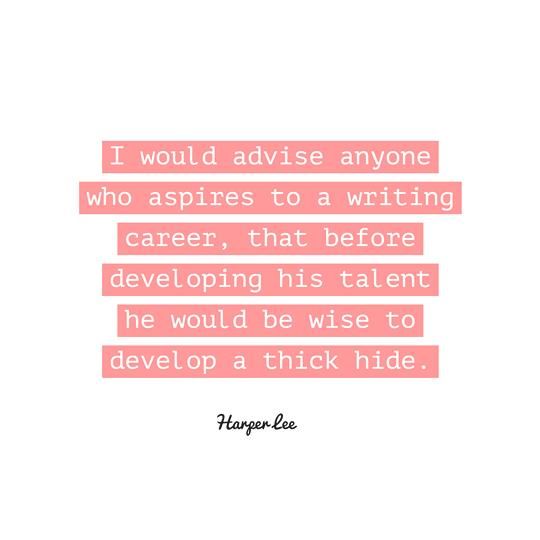 I would advise anyone
who aspires to a writing
career, that before
developing his talent
he would be wise to
develop a thick hide.
Harper Lee